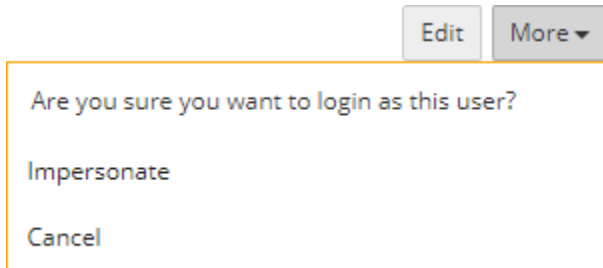 Edit More
Are you sure you want to login as this user?
Impersonate
Cancel